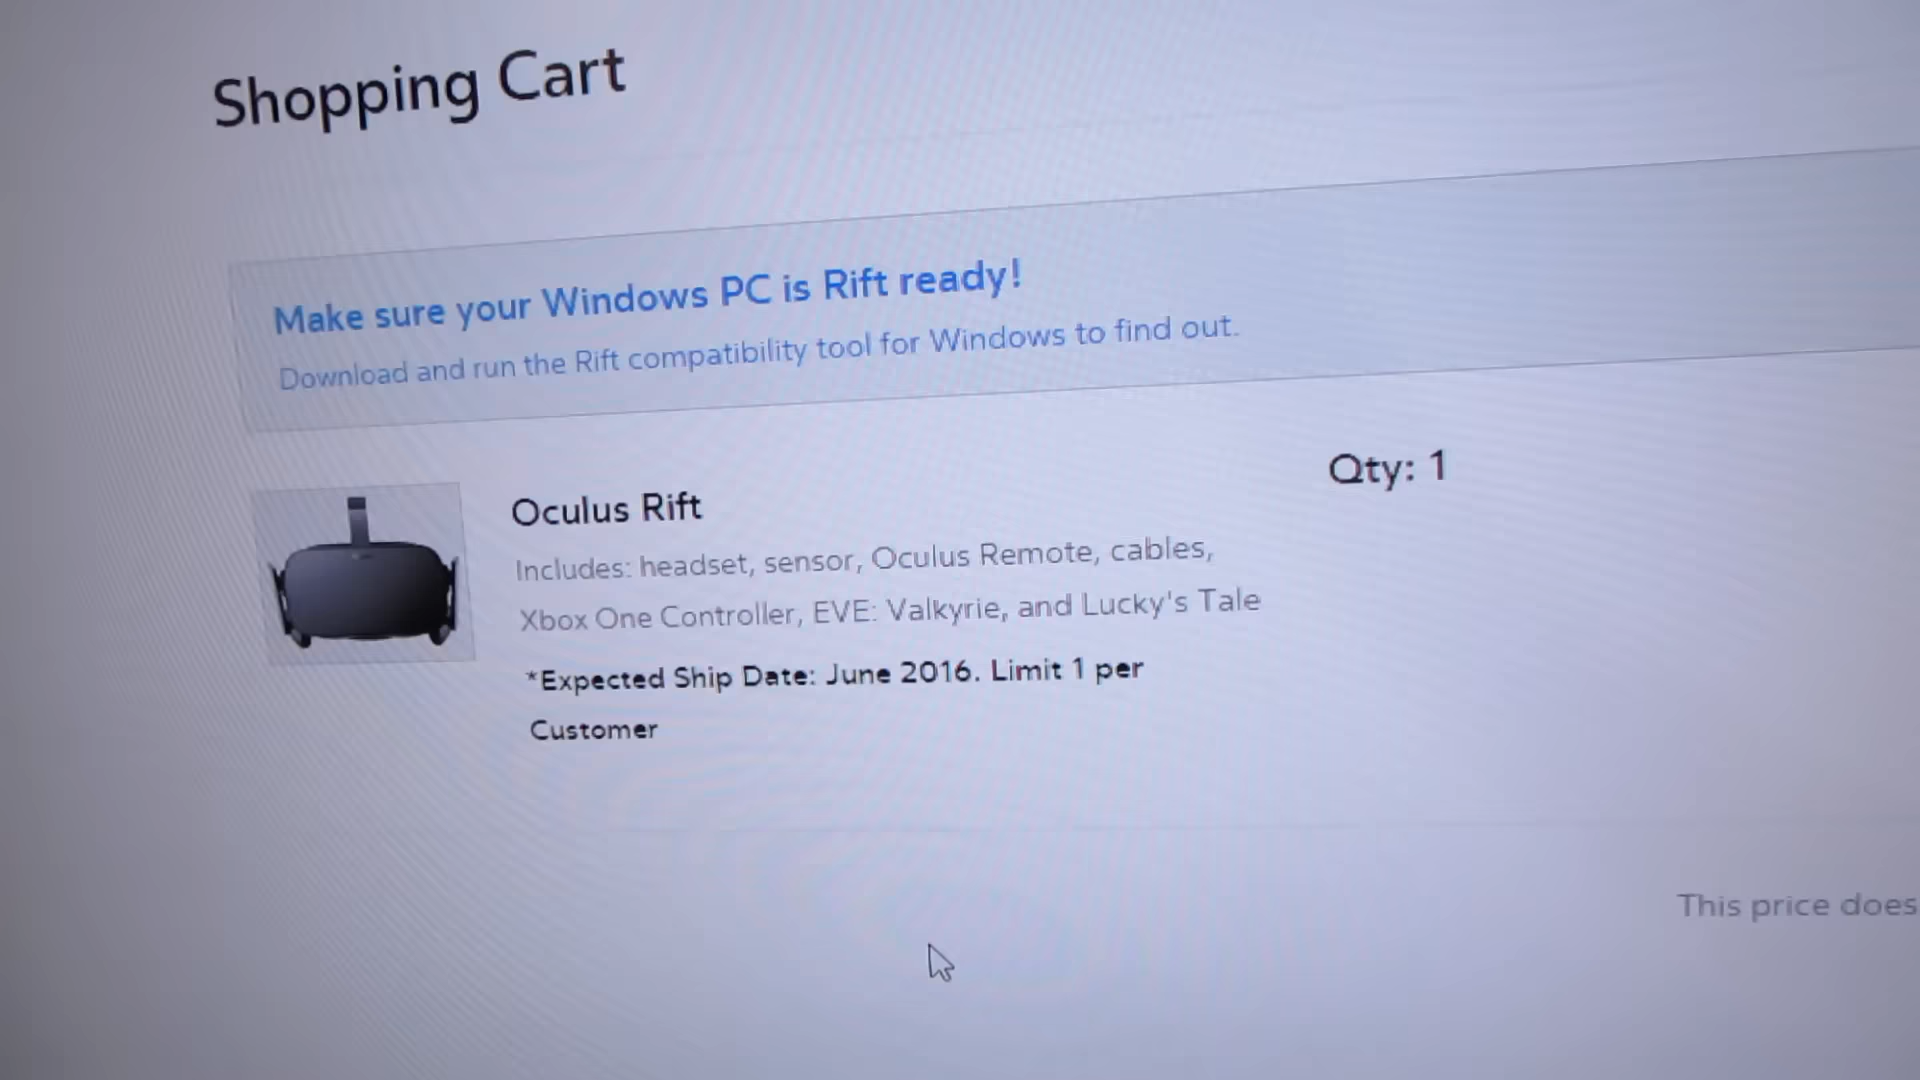 Shopping Cart
Make sure your Windows PC is Rift ready!
Download and run the Rift compatibility tool for Windows to find out.
Qty: 1
Oculus Rift
Includes: headset, sensor, Oculus Remote, cables,
Xbox One Controller, EVE: Valkyrie, and Lucky's Tale
*Expected Ship Date: June 2016. Limit 1 per
Customer
This price does